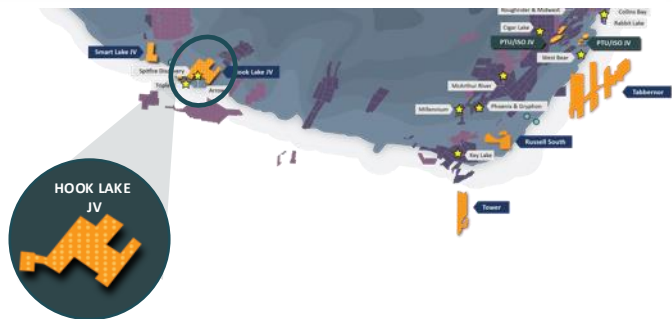 Roughrider & Midwest
Collins Bay
Rabbit Lake
Cigar Lake
PTU/ISO JV
PTU/ISO JV
Smart Lake JV
West Bear
Spitfire Discovery
Hook Lake JV
Triple
Arrow
McArthur River
Tabbernor
Millennium
Phoenix & Gryphon
Russell South
Key Lake
HOOK LAKE
JV
Tower